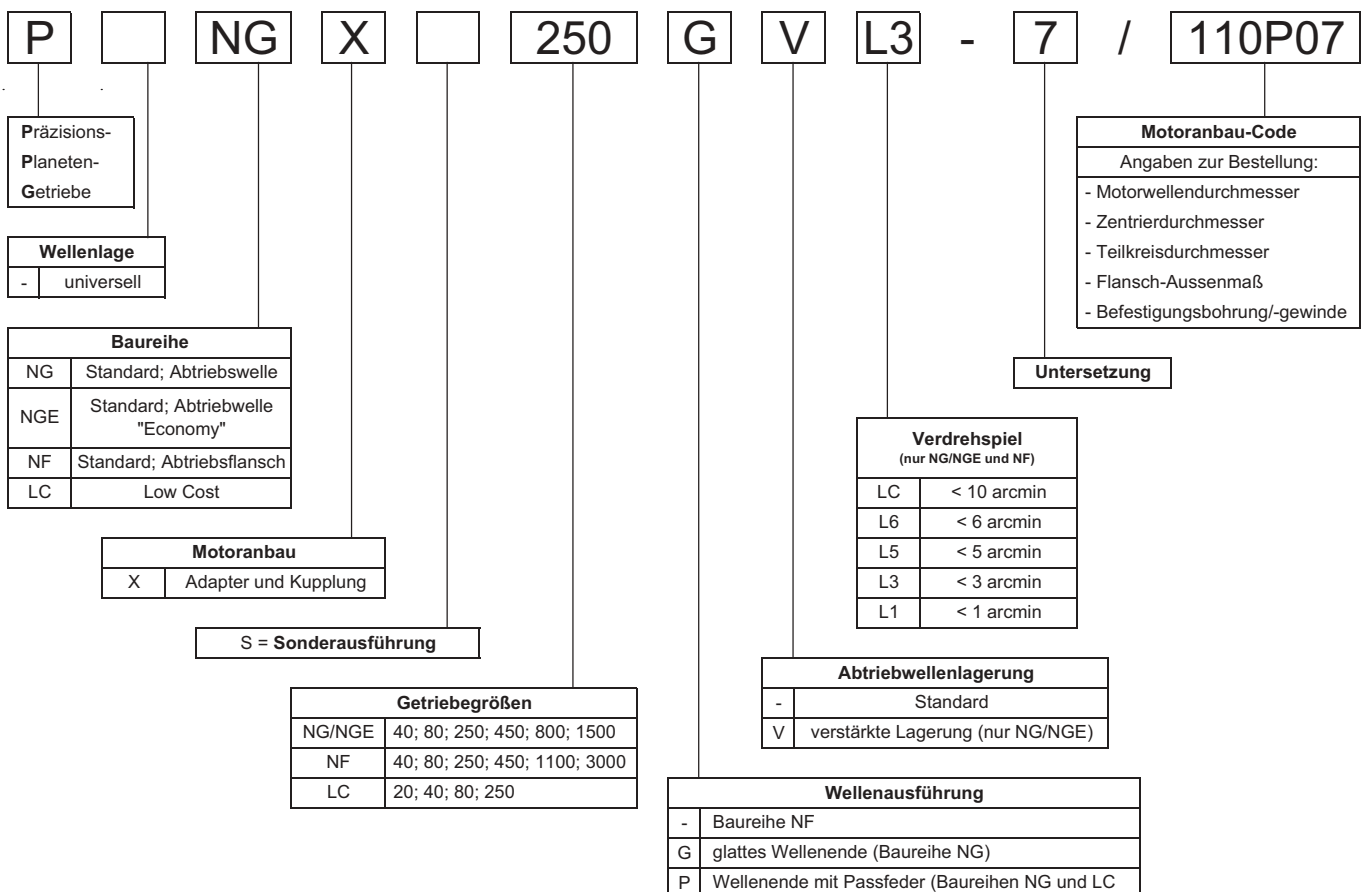 P NG X 250 G V L3 - 7 / 110P07
Präzisions-
Planeten-
Getriebe
Motoranbau-Code
Angaben zur Bestellung:
- Motorwellendurchmesser
- Zentrierdurchmesser
- Teilkreisdurchmesser
- Flansch-Aussenmaß
- Befestigungsbohrung/-gewinde
Wellenlage
- universell
Baureihe
NG Standard; Abtriebswelle
NGE Standard; Abtriebwelle
"Economy"
NF Standard; Abtriebsflansch
LC Low Cost
Untersetzung
Verdrehspiel
(nur NG/NGE und NF)
LC < 10 arcmin
L6 < 6 arcmin
L5 < 5 arcmin
L3 < 3 arcmin
L1 < 1 arcmin
Motoranbau
X Adapter und Kupplung
S = Sonderausführung
Abtriebwellenlagerung
- Standard
V verstärkte Lagerung (nur NG/NGE)
Getriebegrößen
NG/NGE 40; 80; 250; 450; 800; 1500
NF 40; 80; 250; 450; 1100; 3000
LC 20; 40; 80; 250
Wellenausführung
- Baureihe NF
G glattes Wellenende (Baureihe NG)
P Wellenende mit Passfeder (Baureihen NG und LC